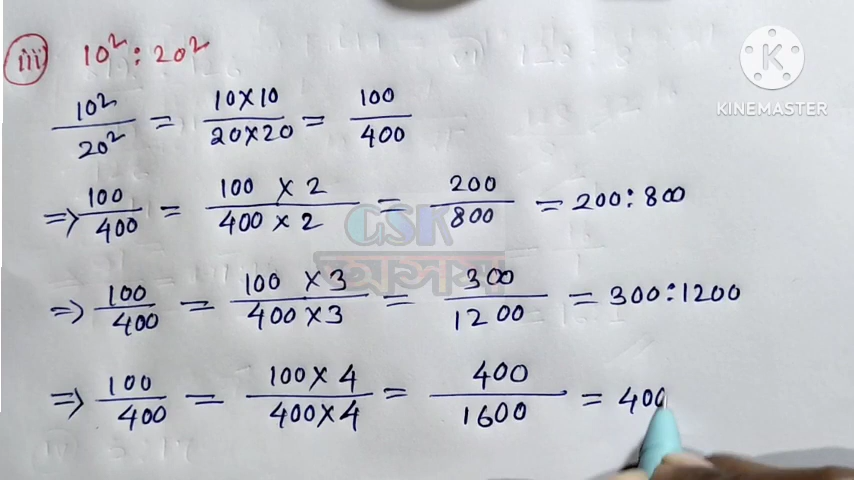 iii 10² : 20²
10²/20² = 10×10/20×20 = 100/400
⇒ 100/400 = 100 × 2/400 × 2 = 200/800 = 200 : 800
⇒ 100/400 = 100 × 3/400 × 3 = 300/1200 = 300 : 1200
⇒ 100/400 = 100 × 4/400 × 4 = 400/1600 = 400
KINEMASTER
GSK
অসম